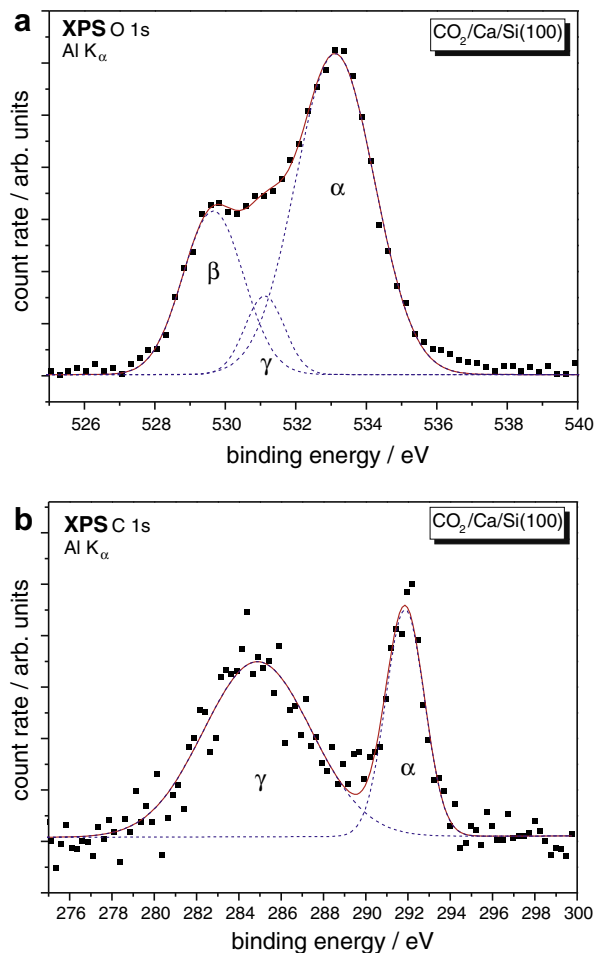 a
XPS O 1s
Al Kα
CO2/Ca/Si(100)
count rate / arb. units
β
γ
α
526 528 530 532 534 536 538 540
binding energy / eV
b
XPS C 1s
Al Kα
CO2/Ca/Si(100)
count rate / arb. units
γ
α
276 278 280 282 284 286 288 290 292 294 296 298 300
binding energy / eV